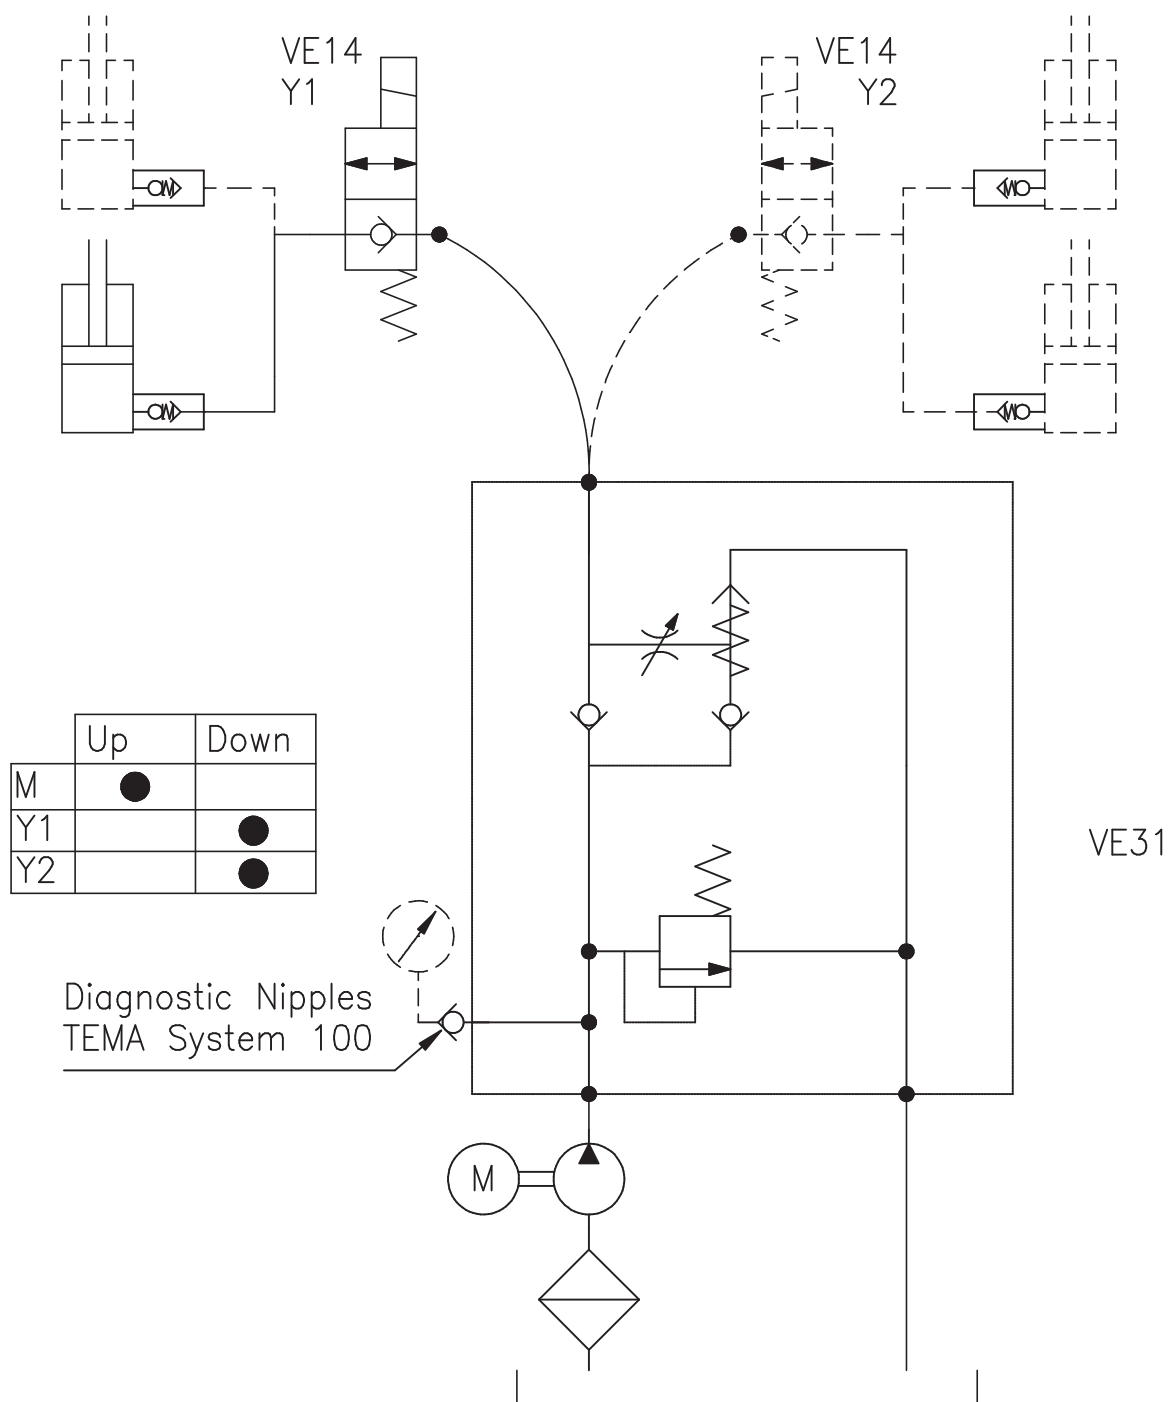 VE14
Y1
VE14
Y2
Up Down
M
Y1
Y2
VE31
Diagnostic Nipples
TEMA System 100
M